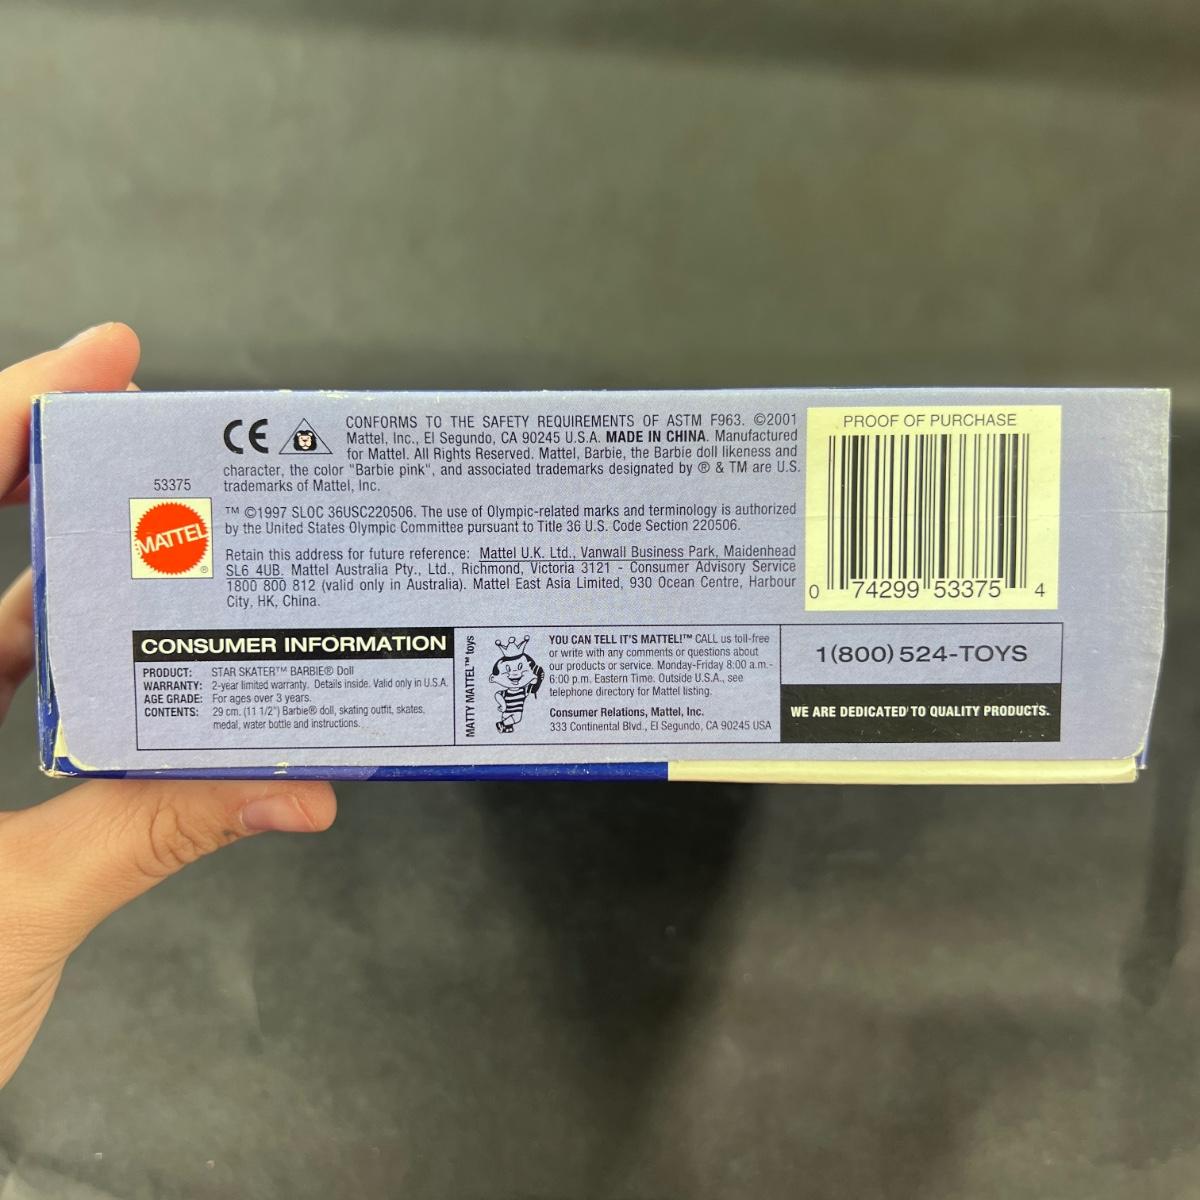 CE
CONFORMS TO THE SAFETY REQUIREMENTS OF ASTM F963. ©2001
Mattel, Inc., El Segundo, CA 90245 U.S.A. MADE IN CHINA. Manufactured
for Mattel. All Rights Reserved. Mattel, Barbie, the Barbie doll likeness and
character, the color "Barbie pink", and associated trademarks designated by ® & TM are U.S.
trademarks of Mattel, Inc.
53375
MATTEL
®
TM ©1997 SLOC 36USC220506. The use of Olympic-related marks and terminology is authorized
by the United States Olympic Committee pursuant to Title 36 U.S. Code Section 220506.
Retain this address for future reference: Mattel U.K. Ltd., Vanwall Business Park, Maidenhead
SL6 4UB. Mattel Australia Pty., Ltd., Richmond, Victoria 3121 - Consumer Advisory Service
1800 800 812 (valid only in Australia). Mattel East Asia Limited, 930 Ocean Centre, Harbour
City, HK, China.
PROOF OF PURCHASE
0 74299 53375 4
CONSUMER INFORMATION
PRODUCT: STAR SKATER™ BARBIE® Doll
WARRANTY: 2-year limited warranty. Details inside. Valid only in U.S.A.
AGE GRADE: For ages over 3 years.
CONTENTS: 29 cm. (11 1/2") Barbie® doll, skating outfit, skates,
medal, water bottle and instructions.
MATTY MATTEL™ toys
YOU CAN TELL IT'S MATTEL!™ CALL us toll-free
or write with any comments or questions about
our products or service. Monday-Friday 8:00 a.m.-
6:00 p.m. Eastern Time. Outside U.S.A., see
telephone directory for Mattel listing.
Consumer Relations, Mattel, Inc.
333 Continental Blvd., El Segundo, CA 90245 USA
1(800) 524-TOYS
WE ARE DEDICATED TO QUALITY PRODUCTS.